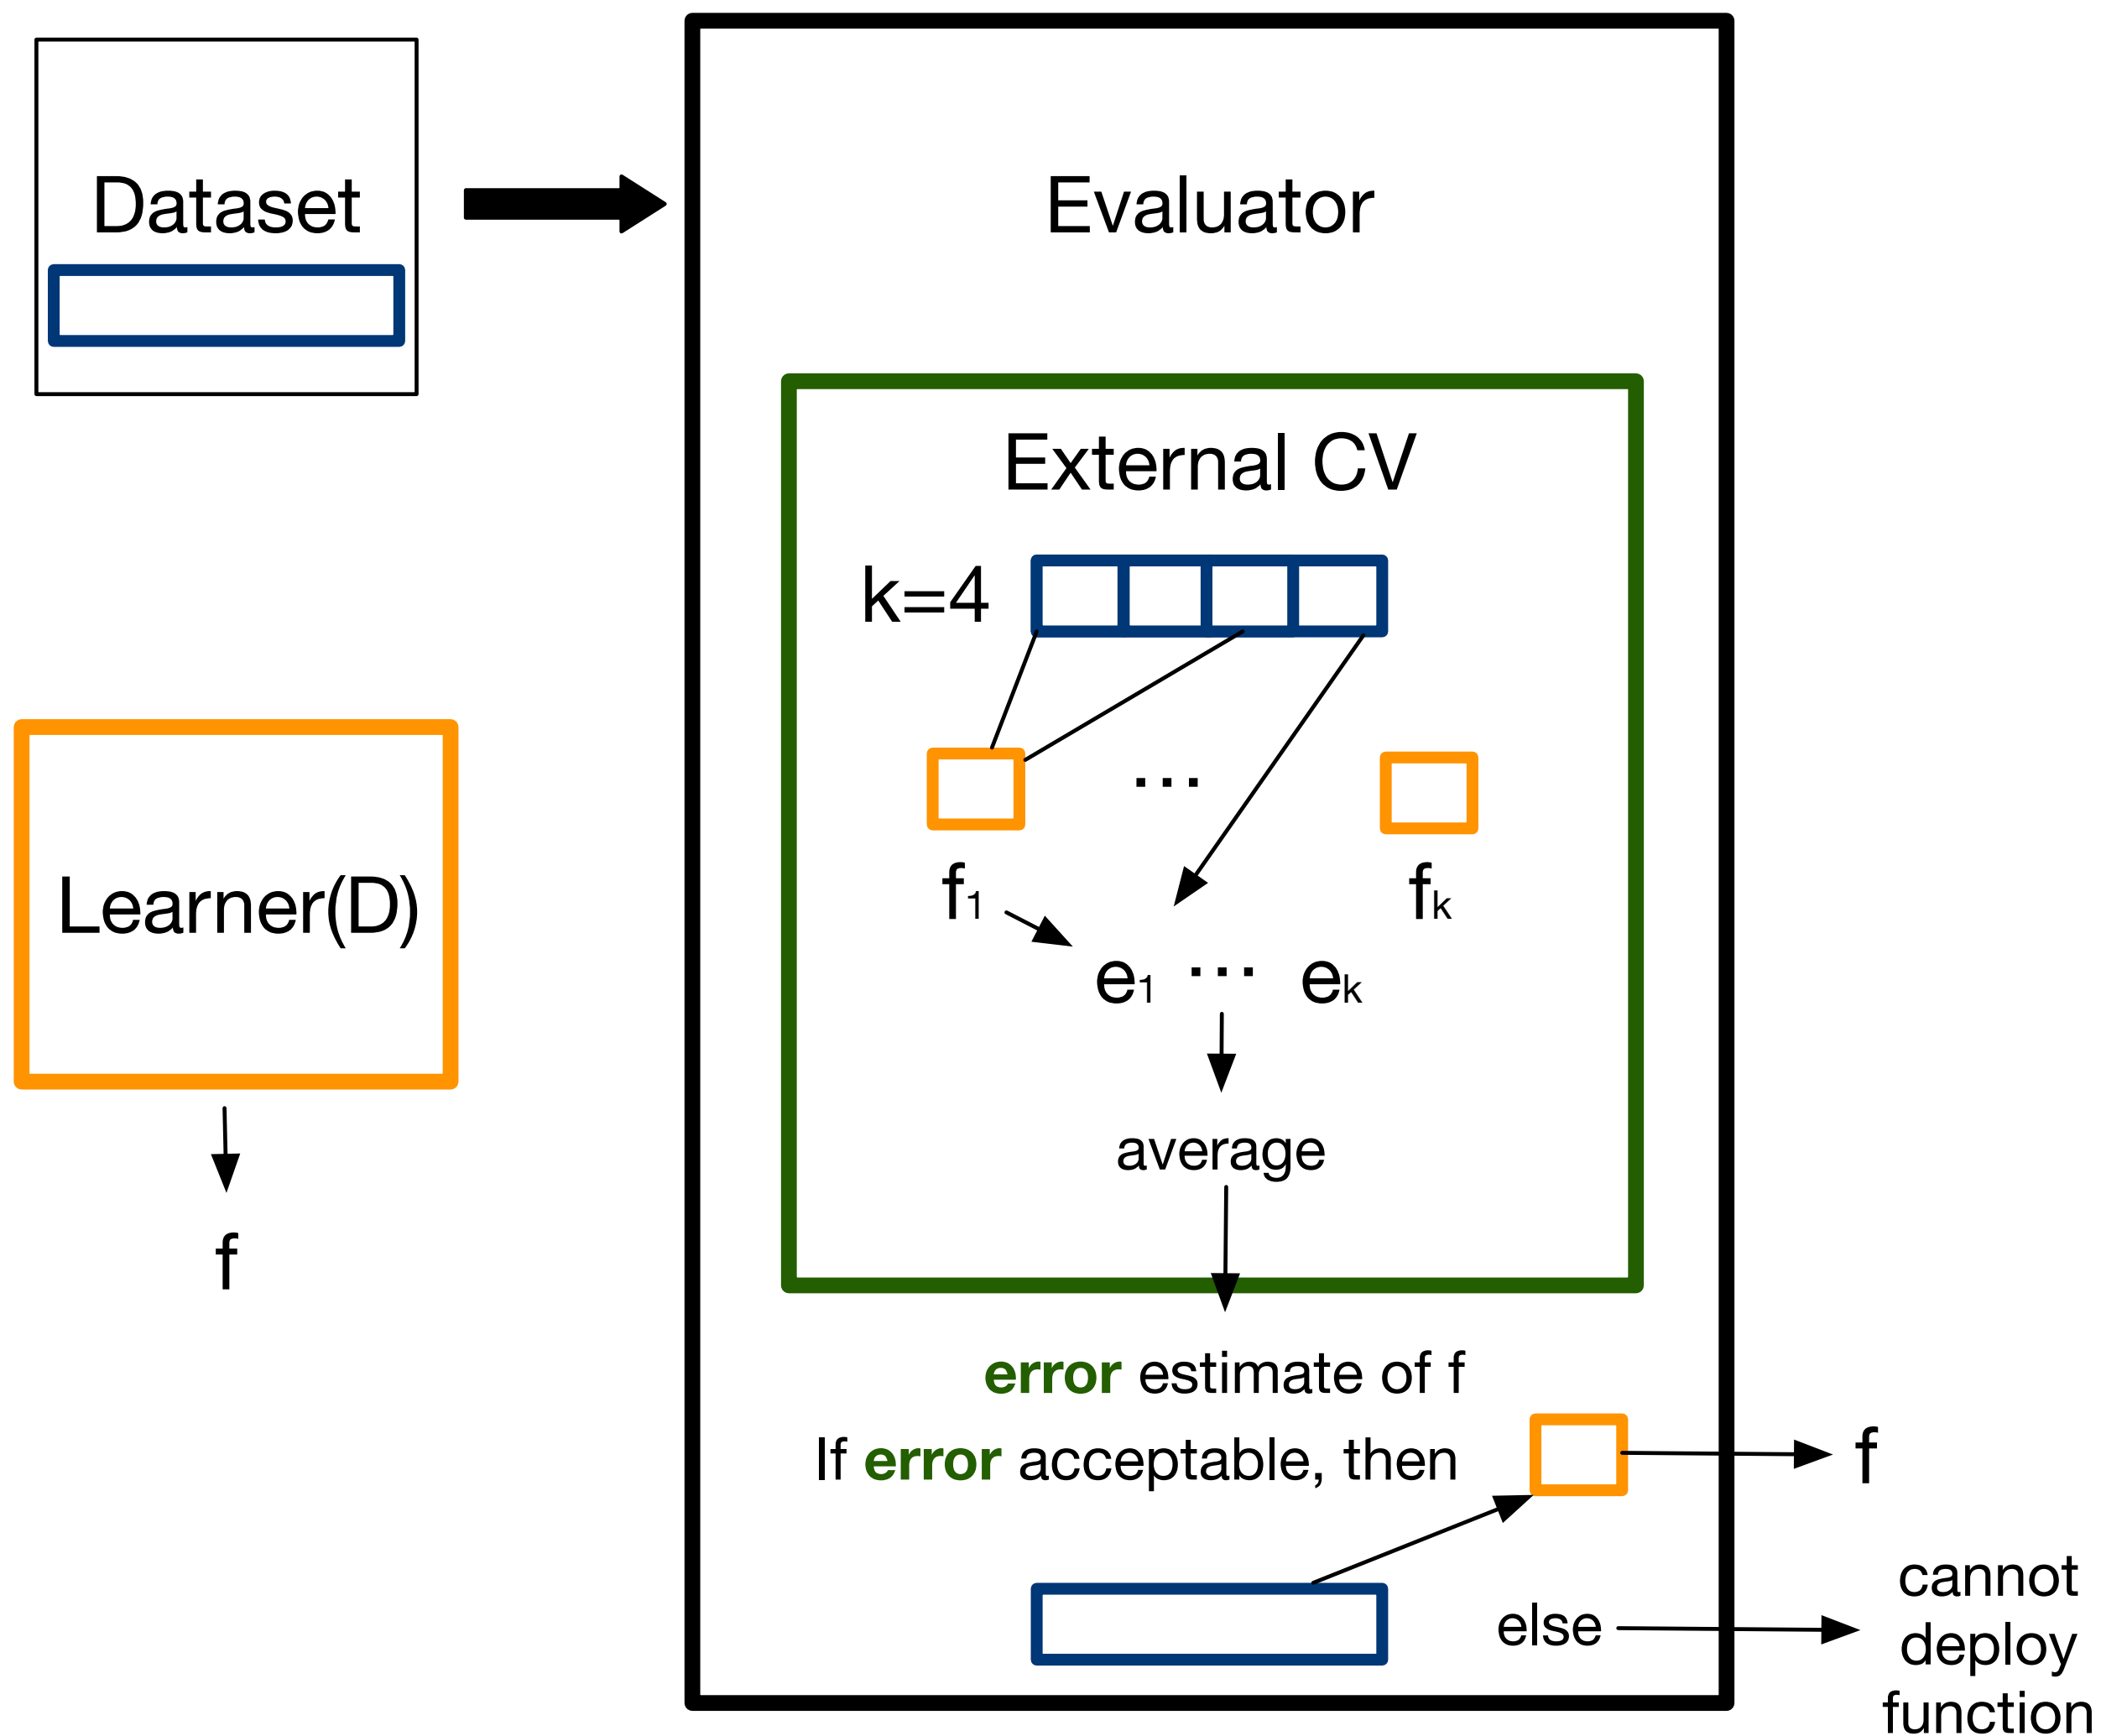 Dataset
Evaluator
External CV
k=4
...
f1
fk
e1 ... ek
average
Learner(D)
f
error estimate of f
If error acceptable, then
f
else
cannot
deploy
function